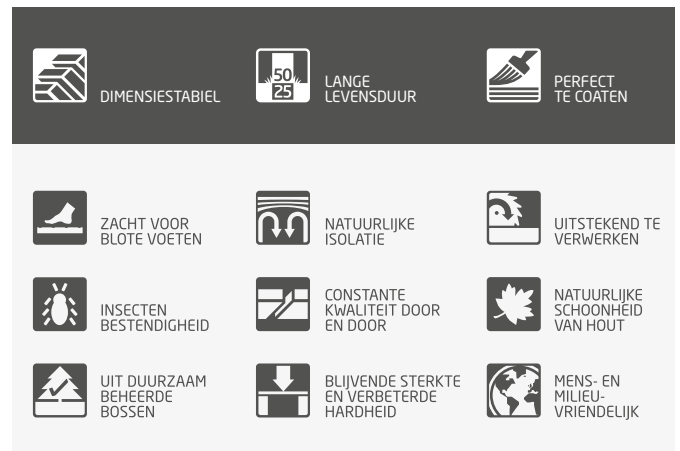 DIMENSIESTABIEL
50
25
LANGE
LEVENSDUUR
PERFECT
TE COATEN
ZACHT VOOR
BLOTE VOETEN
NATUURLIJKE
ISOLATIE
UITSTEKEND TE
VERWERKEN
INSECTEN
BESTENDIGHEID
CONSTANTE
KWALITEIT DOOR
EN DOOR
NATUURLIJKE
SCHOONHEID
VAN HOUT
UIT DUURZAAM
BEHEERDE
BOSSEN
BLIJVENDE STERKTE
EN VERBETERDE
HARDHEID
MENS- EN
MILIEU-
VRIENDELIJK